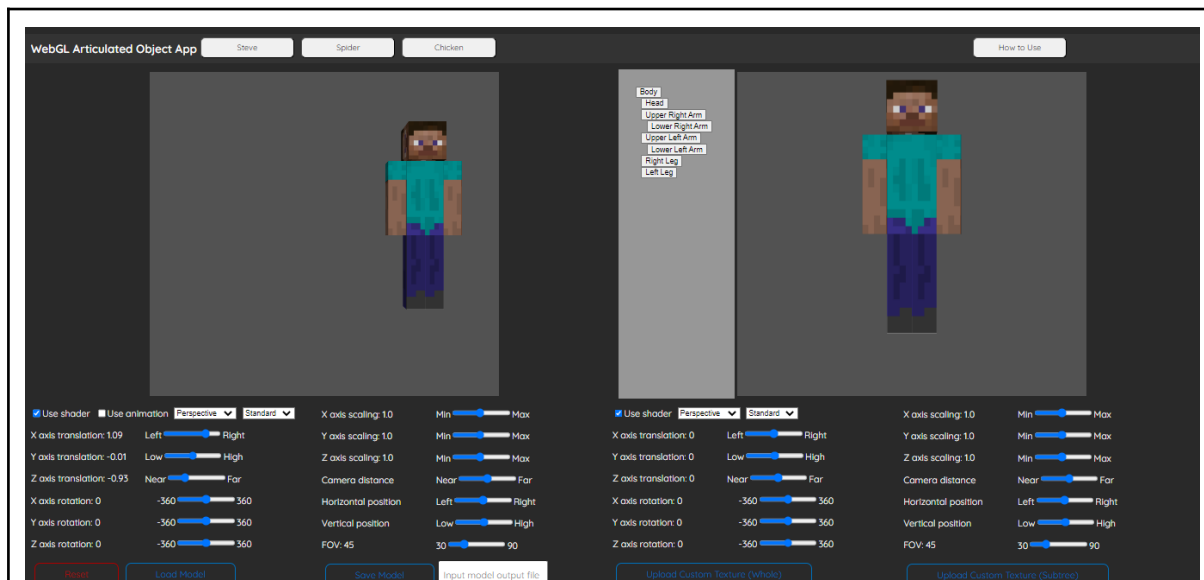 WebGL Articulated Object App Steve Spider Chicken How to Use
Body
Head
Upper Right Arm
Lower Right Arm
Upper Left Arm
Lower Left Arm
Right Leg
Left Leg
Use shader Use animation Perspective Standard
X axis translation: 1.09 Left Right
Y axis translation: -0.01 Low High
Z axis translation: -0.93 Near Far
X axis rotation: 0 -360 360
Y axis rotation: 0 -360 360
Z axis rotation: 0 -360 360
Reset Load Model
X axis scaling: 1.0 Min Max
Y axis scaling: 1.0 Min Max
Z axis scaling: 1.0 Min Max
Camera distance Near Far
Horizontal position Left Right
Vertical position Low High
FOV: 45 30 90
Save Model Input model output file
Use shader Perspective Standard
X axis translation: 0 Left Right
Y axis translation: 0 Low High
Z axis translation: 0 Near Far
X axis rotation: 0 -360 360
Y axis rotation: 0 -360 360
Z axis rotation: 0 -360 360
Upload Custom Texture (Whole)
X axis scaling: 1.0 Min Max
Y axis scaling: 1.0 Min Max
Z axis scaling: 1.0 Min Max
Camera distance Near Far
Horizontal position Left Right
Vertical position Low High
FOV: 45 30 90
Upload Custom Texture (Subtree)